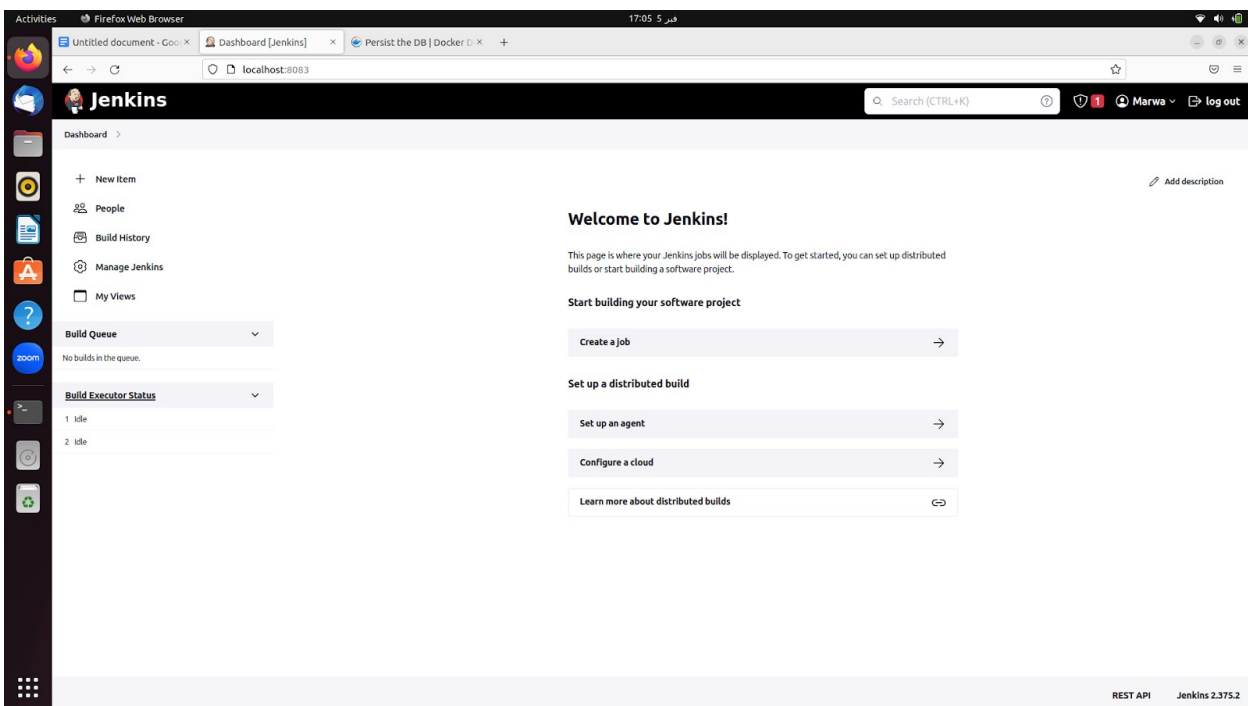 Activities Firefox Web Browser 17:05 5 فبر
Untitled document - Goo Dashboard [Jenkins] Persist the DB | Docker D
localhost:8083
Jenkins Search (CTRL+K) 1 Marwa log out
Dashboard
New Item
People
Build History
Manage Jenkins
My Views
Build Queue
No builds in the queue.
Build Executor Status
1 Idle
2 Idle
Add description
Welcome to Jenkins!
This page is where your Jenkins jobs will be displayed. To get started, you can set up distributed
builds or start building a software project.
Start building your software project
Create a job
Set up a distributed build
Set up an agent
Configure a cloud
Learn more about distributed builds
zoom
REST API Jenkins 2.375.2